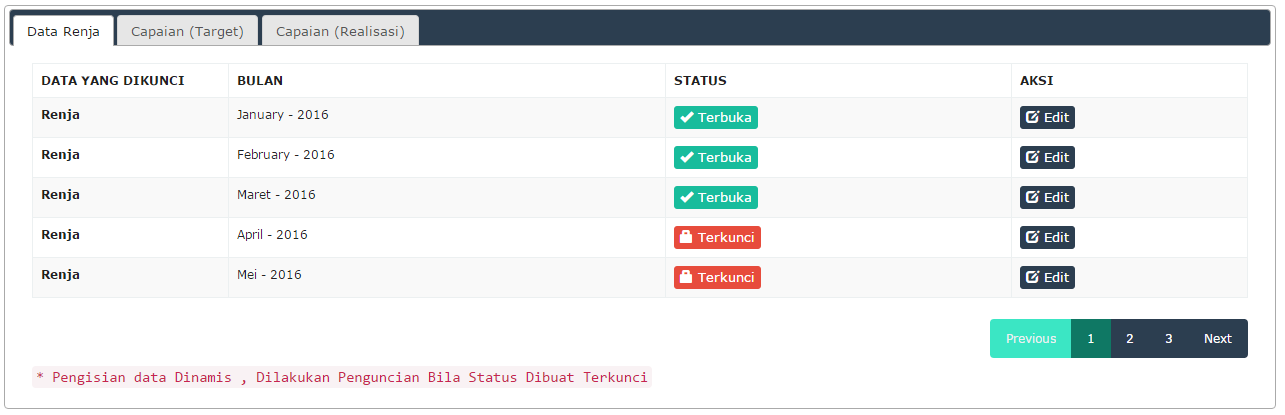 Data Renja Capaian (Target) Capaian (Realisasi)
DATA YANG DIKUNCI BULAN STATUS AKSI
Renja January - 2016 Terbuka Edit
Renja February - 2016 Terbuka Edit
Renja Maret - 2016 Terbuka Edit
Renja April - 2016 Terkunci Edit
Renja Mei - 2016 Terkunci Edit
Previous 1 2 3 Next
* Pengisian data Dinamis , Dilakukan Penguncian Bila Status Dibuat Terkunci